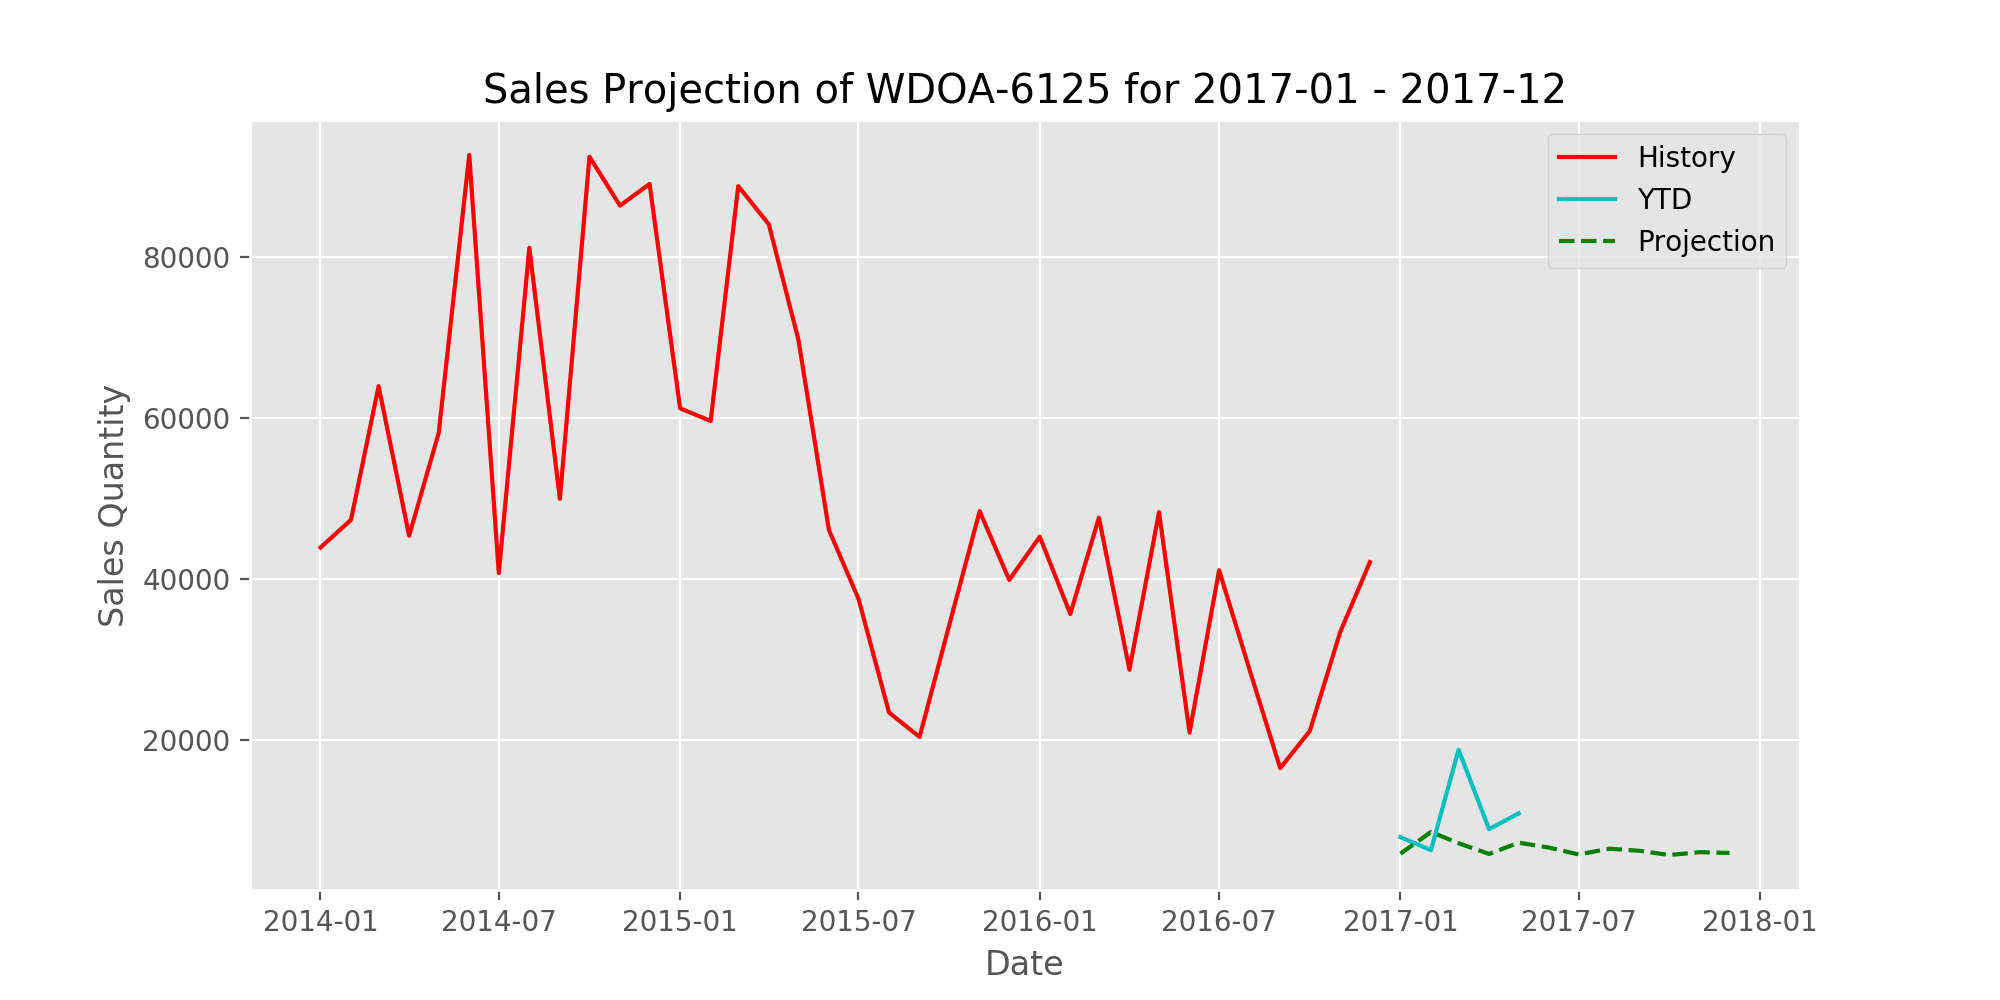 Sales Projection of WDOA-6125 for 2017-01 - 2017-12
History
YTD
Projection
Sales Quantity
80000
60000
40000
20000
2014-01 2014-07 2015-01 2015-07 2016-01 2016-07 2017-01 2017-07 2018-01
Date